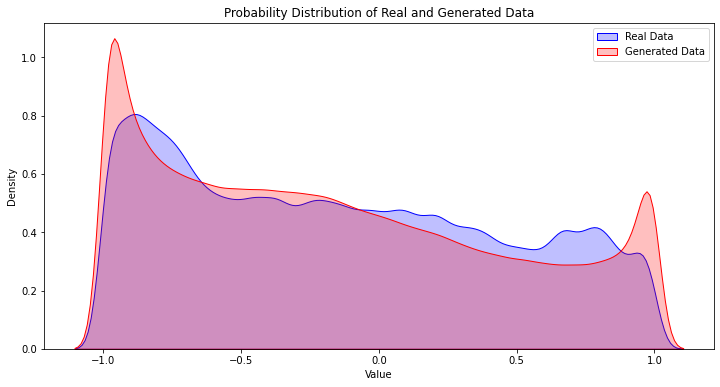 Probability Distribution of Real and Generated Data
Real Data
Generated Data
1.0
0.8
0.6
0.4
0.2
0.0
Density
−1.0 −0.5 0.0 0.5 1.0
Value